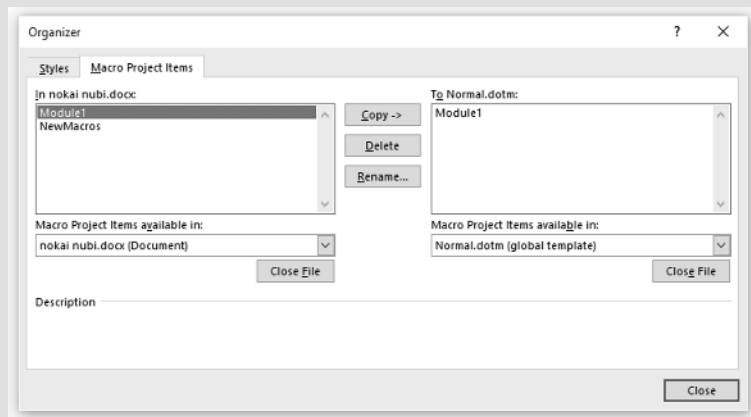 Organizer
?
Styles
Macro Project Items
In nokai nubi.docx:
Module1
NewMacros
Copy ->
Delete
Rename...
To Normal.dotm:
Module1
Macro Project Items available in:
nokai nubi.docx (Document)
Close File
Macro Project Items available in:
Normal.dotm (global template)
Close File
Description
Close